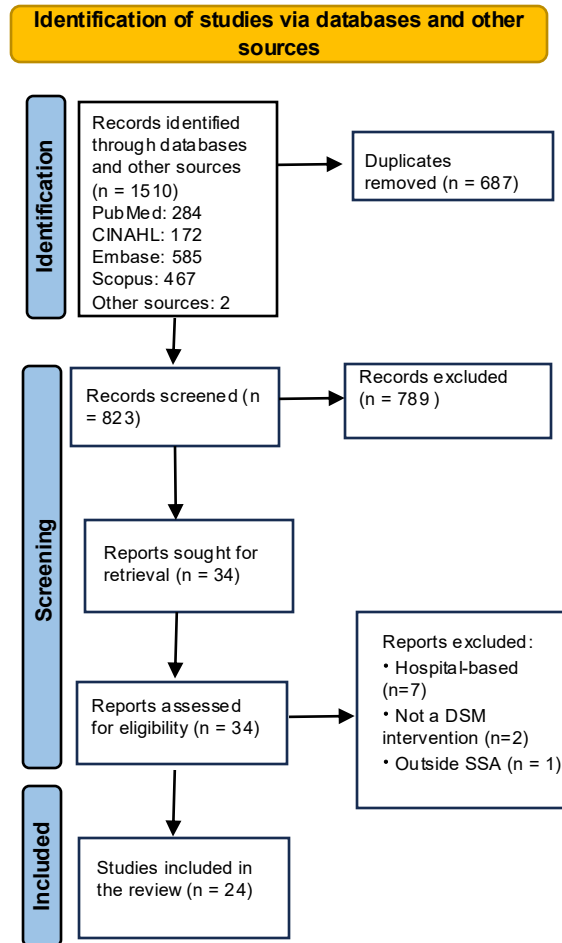 Identification of studies via databases and other
sources
Identification
Records identified
through databases
and other sources
(n = 1510)
PubMed: 284
CINAHL: 172
Embase: 585
Scopus: 467
Other sources: 2
Duplicates
removed (n = 687)
Screening
Records screened (n
= 823)
Records excluded
(n = 789 )
Reports sought for
retrieval (n = 34)
Reports assessed
for eligibility (n = 34)
Reports excluded:
• Hospital-based
(n=7)
• Not a DSM
intervention (n=2)
• Outside SSA (n = 1)
Included
Studies included in
the review (n = 24)